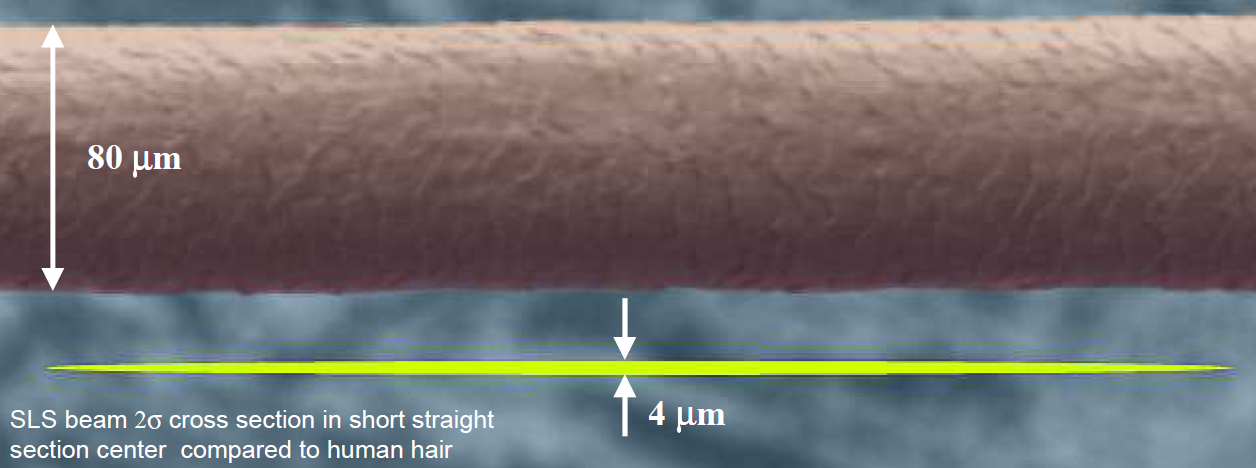 80 μm
4 μm
SLS beam 2σ cross section in short straight
section center compared to human hair